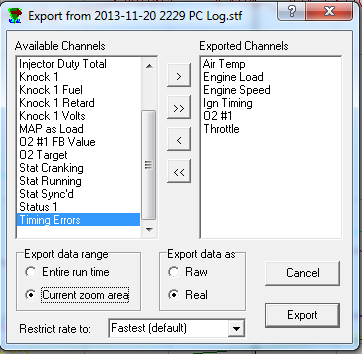 Export from 2013-11-20 2229 PC Log.stf
?
X
Available Channels
Injector Duty Total
Knock 1
Knock 1 Fuel
Knock 1 Retard
Knock 1 Volts
MAP as Load
O2 #1 FB Value
O2 Target
Stat Cranking
Stat Running
Stat Sync'd
Status 1
Timing Errors
>
>>
<
<<
Exported Channels
Air Temp
Engine Load
Engine Speed
Ign Timing
O2 #1
Throttle
Export data range
Entire run time
Current zoom area
Export data as
Raw
Real
Cancel
Export
Restrict rate to:
Fastest (default)